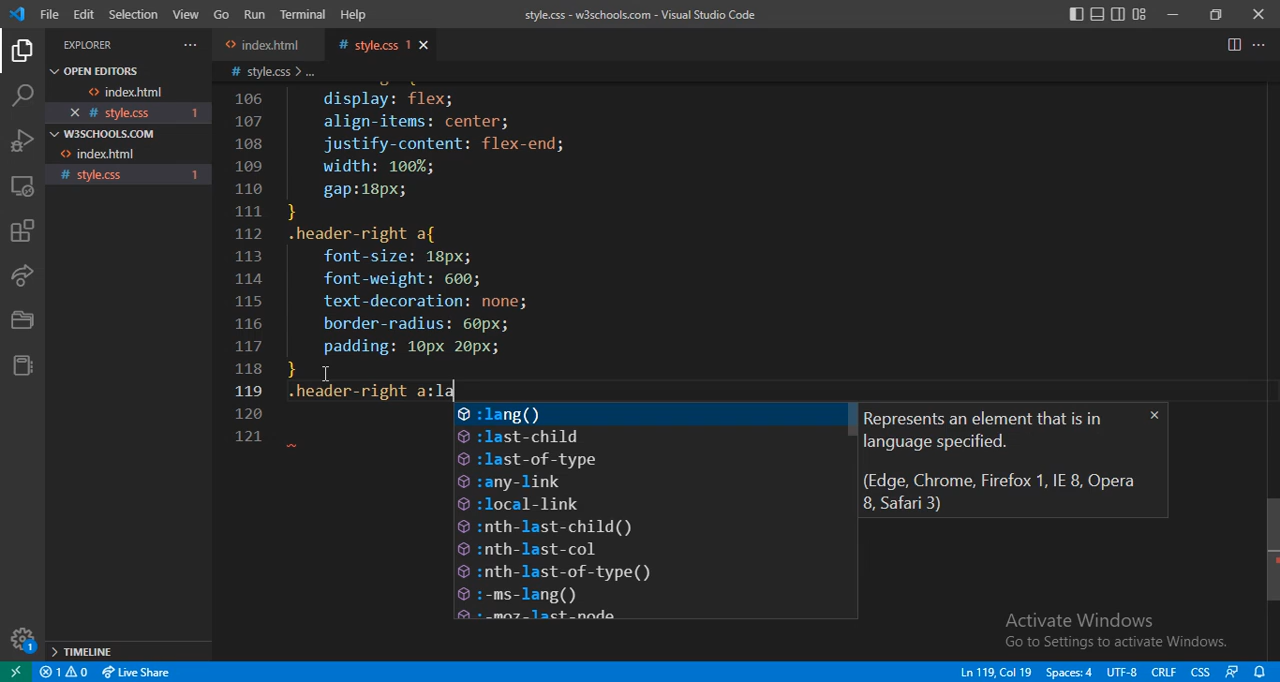 File Edit Selection View Go Run Terminal Help style.css - w3schools.com - Visual Studio Code
EXPLORER
OPEN EDITORS
index.html
style.css 1
W3SCHOOLS.COM
index.html
style.css 1
TIMELINE
index.html style.css 1
style.css > ...
106 display: flex;
107 align-items: center;
108 justify-content: flex-end;
109 width: 100%;
110 gap:18px;
111 }
112 .header-right a{
113 font-size: 18px;
114 font-weight: 600;
115 text-decoration: none;
116 border-radius: 60px;
117 padding: 10px 20px;
118 }
119 .header-right a:la
120
121
:lang()
:last-child
:last-of-type
:any-link
:local-link
:nth-last-child()
:nth-last-col
:nth-last-of-type()
:-ms-lang()
:-moz-last-node
Represents an element that is in
language specified.
(Edge, Chrome, Firefox 1, IE 8, Opera
8, Safari 3)
Activate Windows
Go to Settings to activate Windows.
1
1 0 Live Share Ln 119, Col 19 Spaces: 4 UTF-8 CRLF CSS